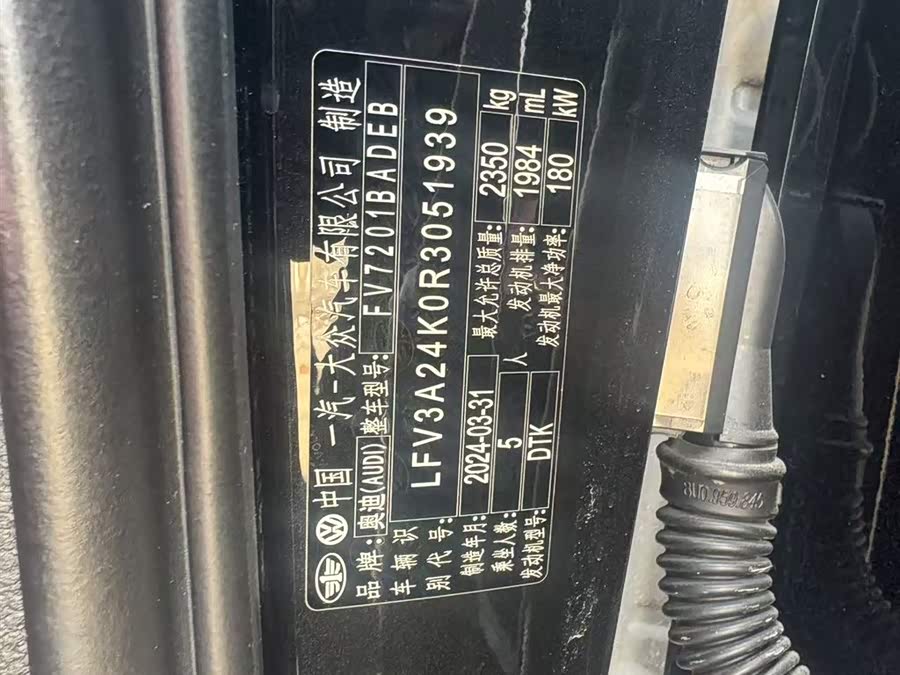 中国 一汽-大众汽车有限公司 制造
品牌:奥迪(AUDI) 整车型号: FV7201BADEB
车辆识
别代号: LFV3A24K0R3051939
制造年月: 2024-03-31 最大允许总质量: 2350 kg
乘坐人数: 5 人 发动机排量: 1984 mL
发动机型号: DTK 发动机最大净功率: 180 kW